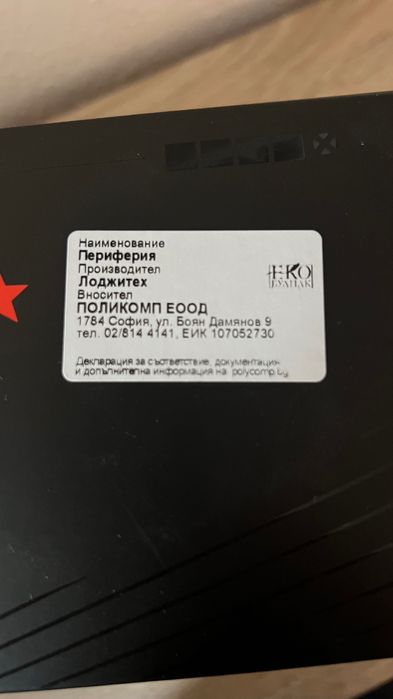 Наименование
Периферия
Производител
Лоджитех
Вносител
ПОЛИКОМП ЕООД
1784 София, ул. Боян Дамянов 9
тел. 02/814 4141, ЕИК 107052730
Декларация за съответствие, документация
и допълнителна информация на polycomp.bg
ЕКО
БУЛПАК